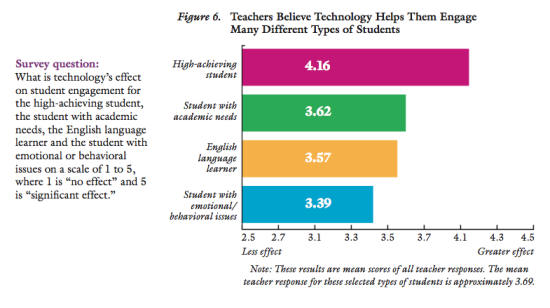 Figure 6. Teachers Believe Technology Helps Them Engage
Many Different Types of Students
Survey question:
What is technology's effect
on student engagement for
the high-achieving student,
the student with academic
needs, the English language
learner and the student with
emotional or behavioral
issues on a scale of 1 to 5,
where 1 is "no effect" and 5
is "significant effect."
High-achieving
student
4.16
Student with
academic needs
3.62
English
language
learner
3.57
Student with
emotional/
behavioral issues
3.39
2.5 2.7 3.1 3.3 3.5 3.7 4.1 4.3 4.5
Less effect Greater effect
Note: These results are mean scores of all teacher responses. The mean
teacher response for these selected types of students is approximately 3.69.